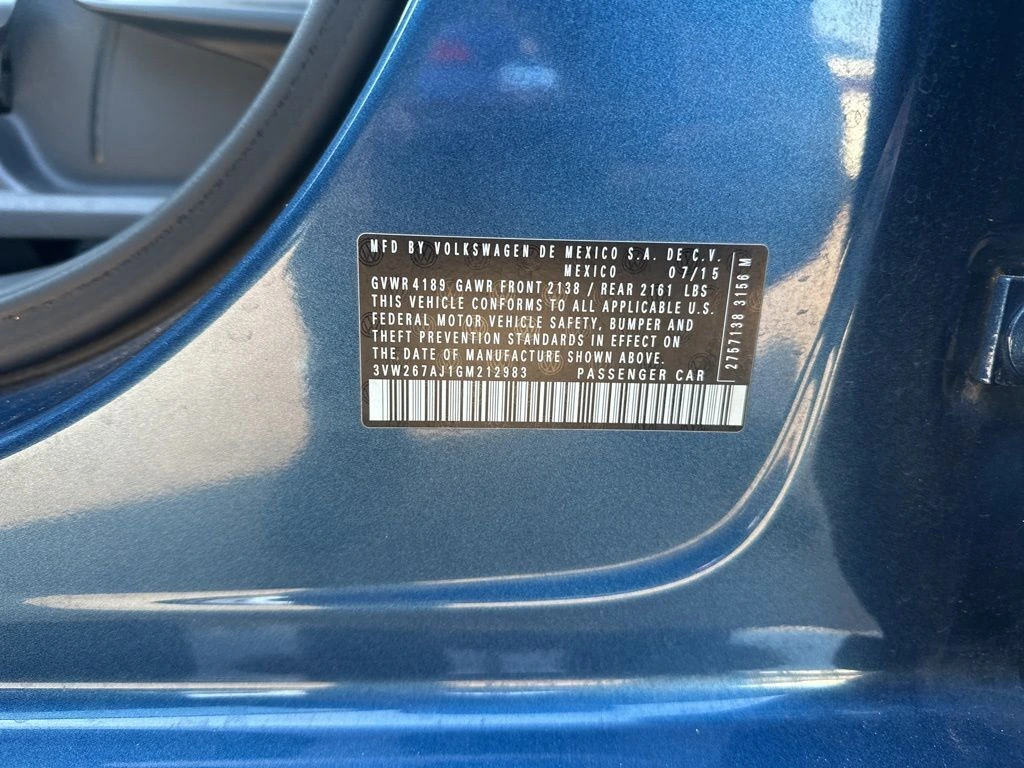 MFD BY VOLKSWAGEN DE MEXICO S.A. DE C.V.
MEXICO 07/15
GVWR 4189 GAWR FRONT 2138 / REAR 2161 LBS
THIS VEHICLE CONFORMS TO ALL APPLICABLE U.S.
FEDERAL MOTOR VEHICLE SAFETY, BUMPER AND
THEFT PREVENTION STANDARDS IN EFFECT ON
THE DATE OF MANUFACTURE SHOWN ABOVE.
3VW267AJ1GM212983 PASSENGER CAR
2757138 3156 M